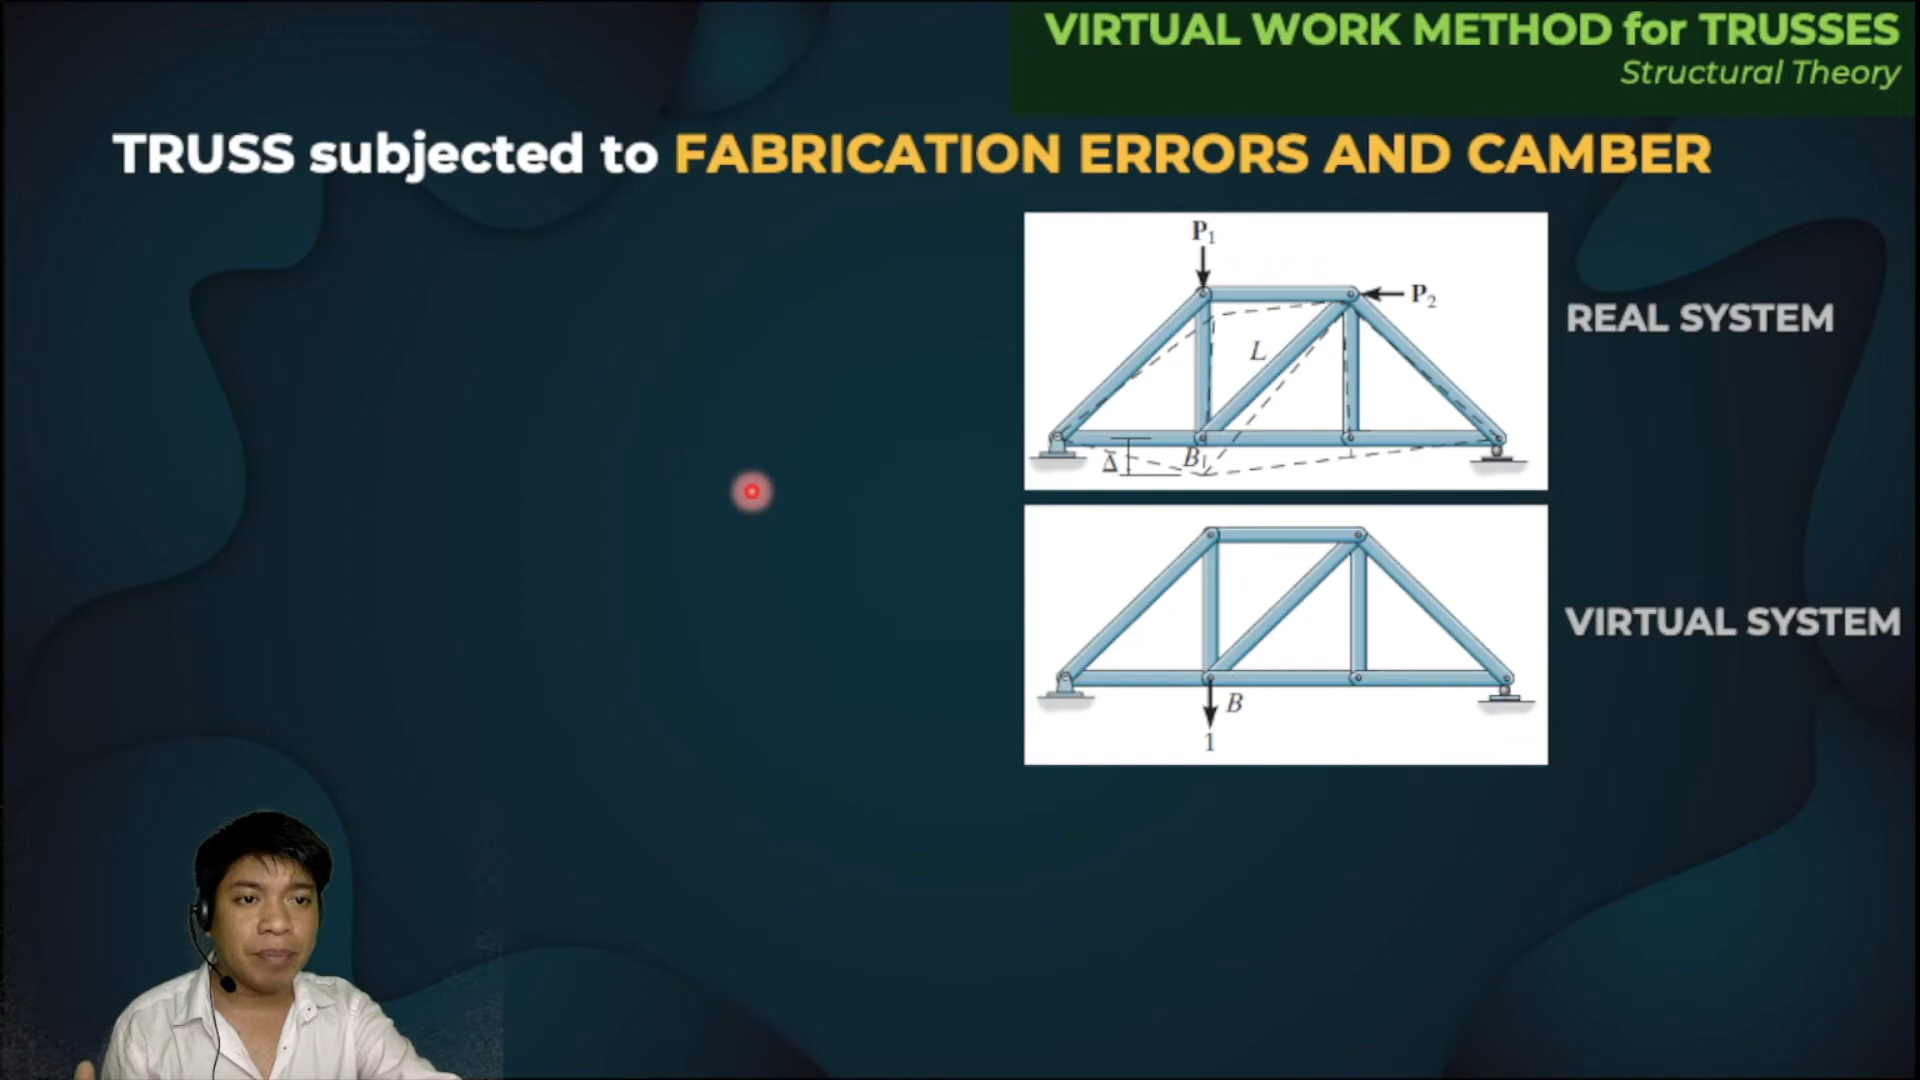 VIRTUAL WORK METHOD for TRUSSES
Structural Theory
TRUSS subjected to FABRICATION ERRORS AND CAMBER
P1
P2
L
Δ
B
REAL SYSTEM
B
1
VIRTUAL SYSTEM